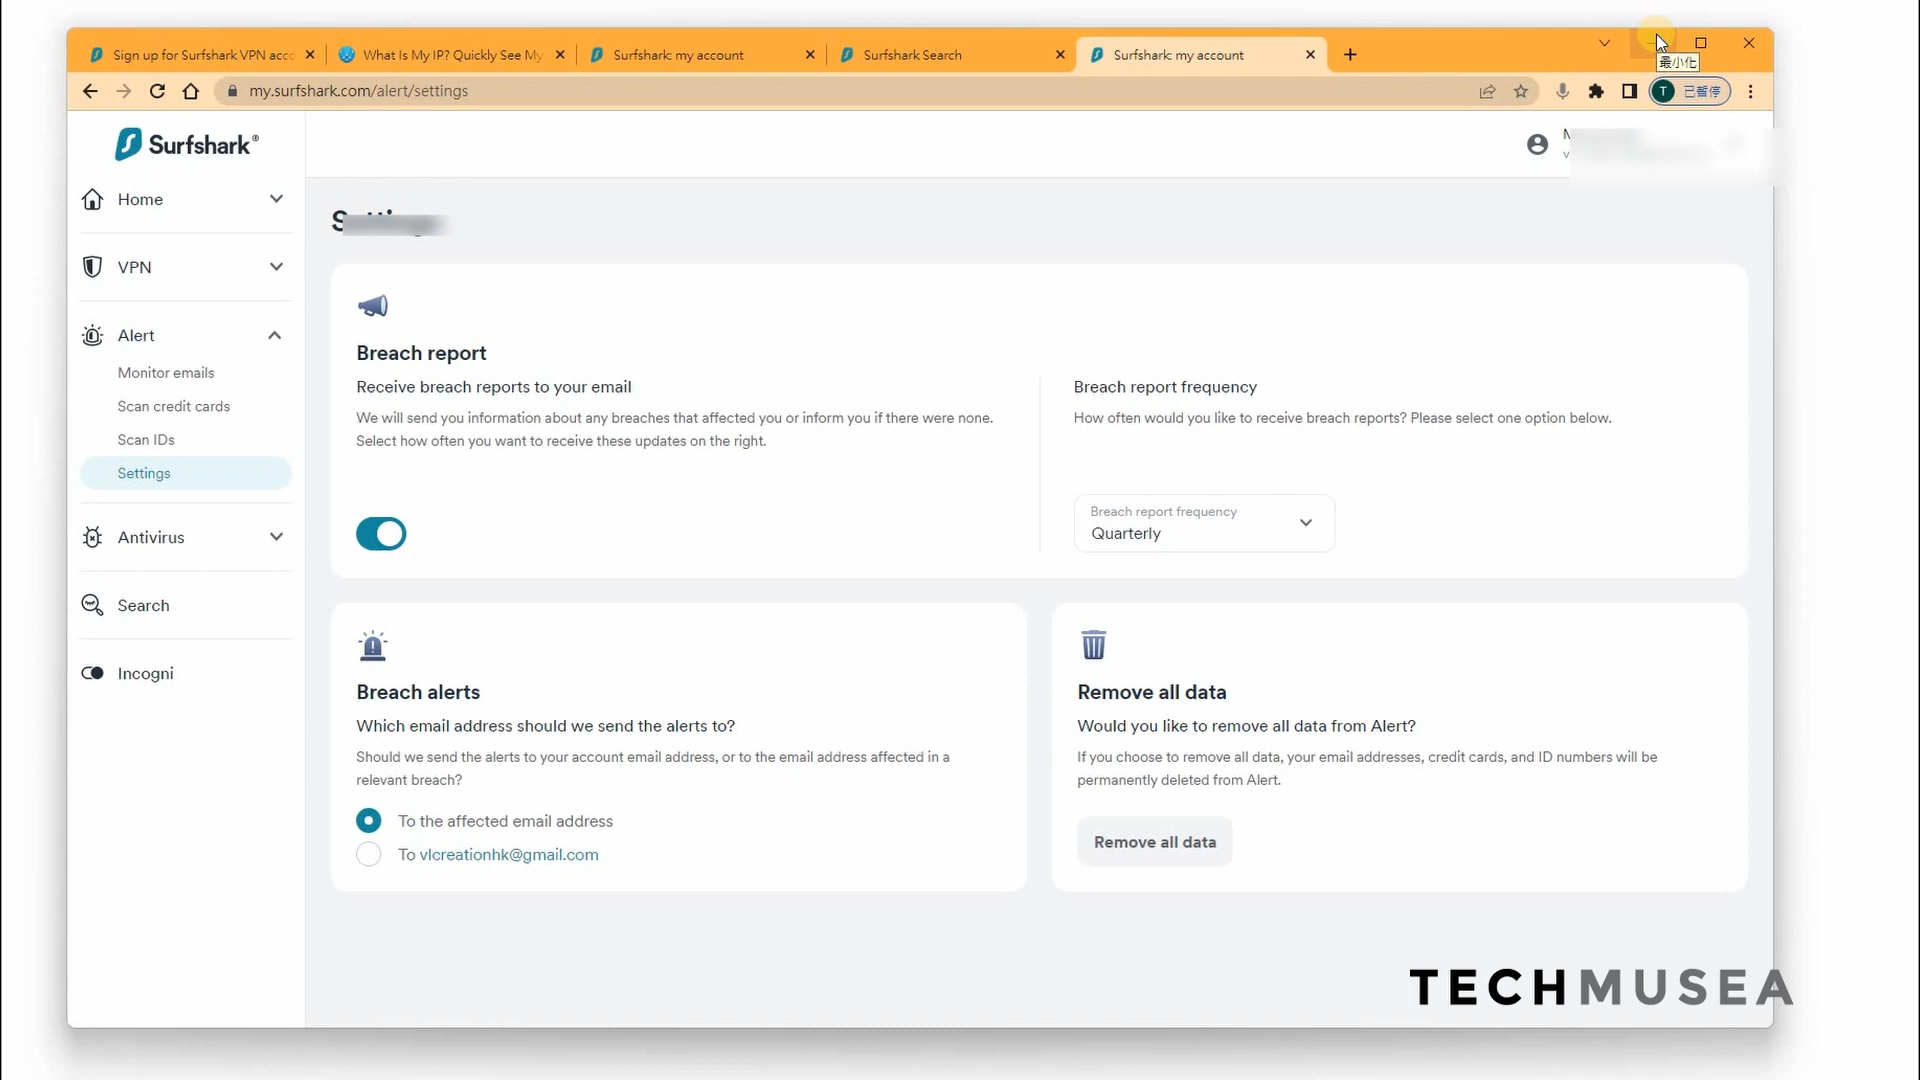 Sign up for Surfshark VPN acc
What Is My IP? Quickly See My
Surfshark: my account
Surfshark Search
Surfshark: my account
最小化
my.surfshark.com/alert/settings
T
已暫停
Surfshark®
Home
VPN
Alert
Monitor emails
Scan credit cards
Scan IDs
Settings
Antivirus
Search
Incogni
Settings
Breach report
Receive breach reports to your email
We will send you information about any breaches that affected you or inform you if there were none.
Select how often you want to receive these updates on the right.
Breach report frequency
How often would you like to receive breach reports? Please select one option below.
Breach report frequency
Quarterly
Breach alerts
Which email address should we send the alerts to?
Should we send the alerts to your account email address, or to the email address affected in a
relevant breach?
To the affected email address
To vlcreationhk@gmail.com
Remove all data
Would you like to remove all data from Alert?
If you choose to remove all data, your email addresses, credit cards, and ID numbers will be
permanently deleted from Alert.
Remove all data
TECHMUSEA